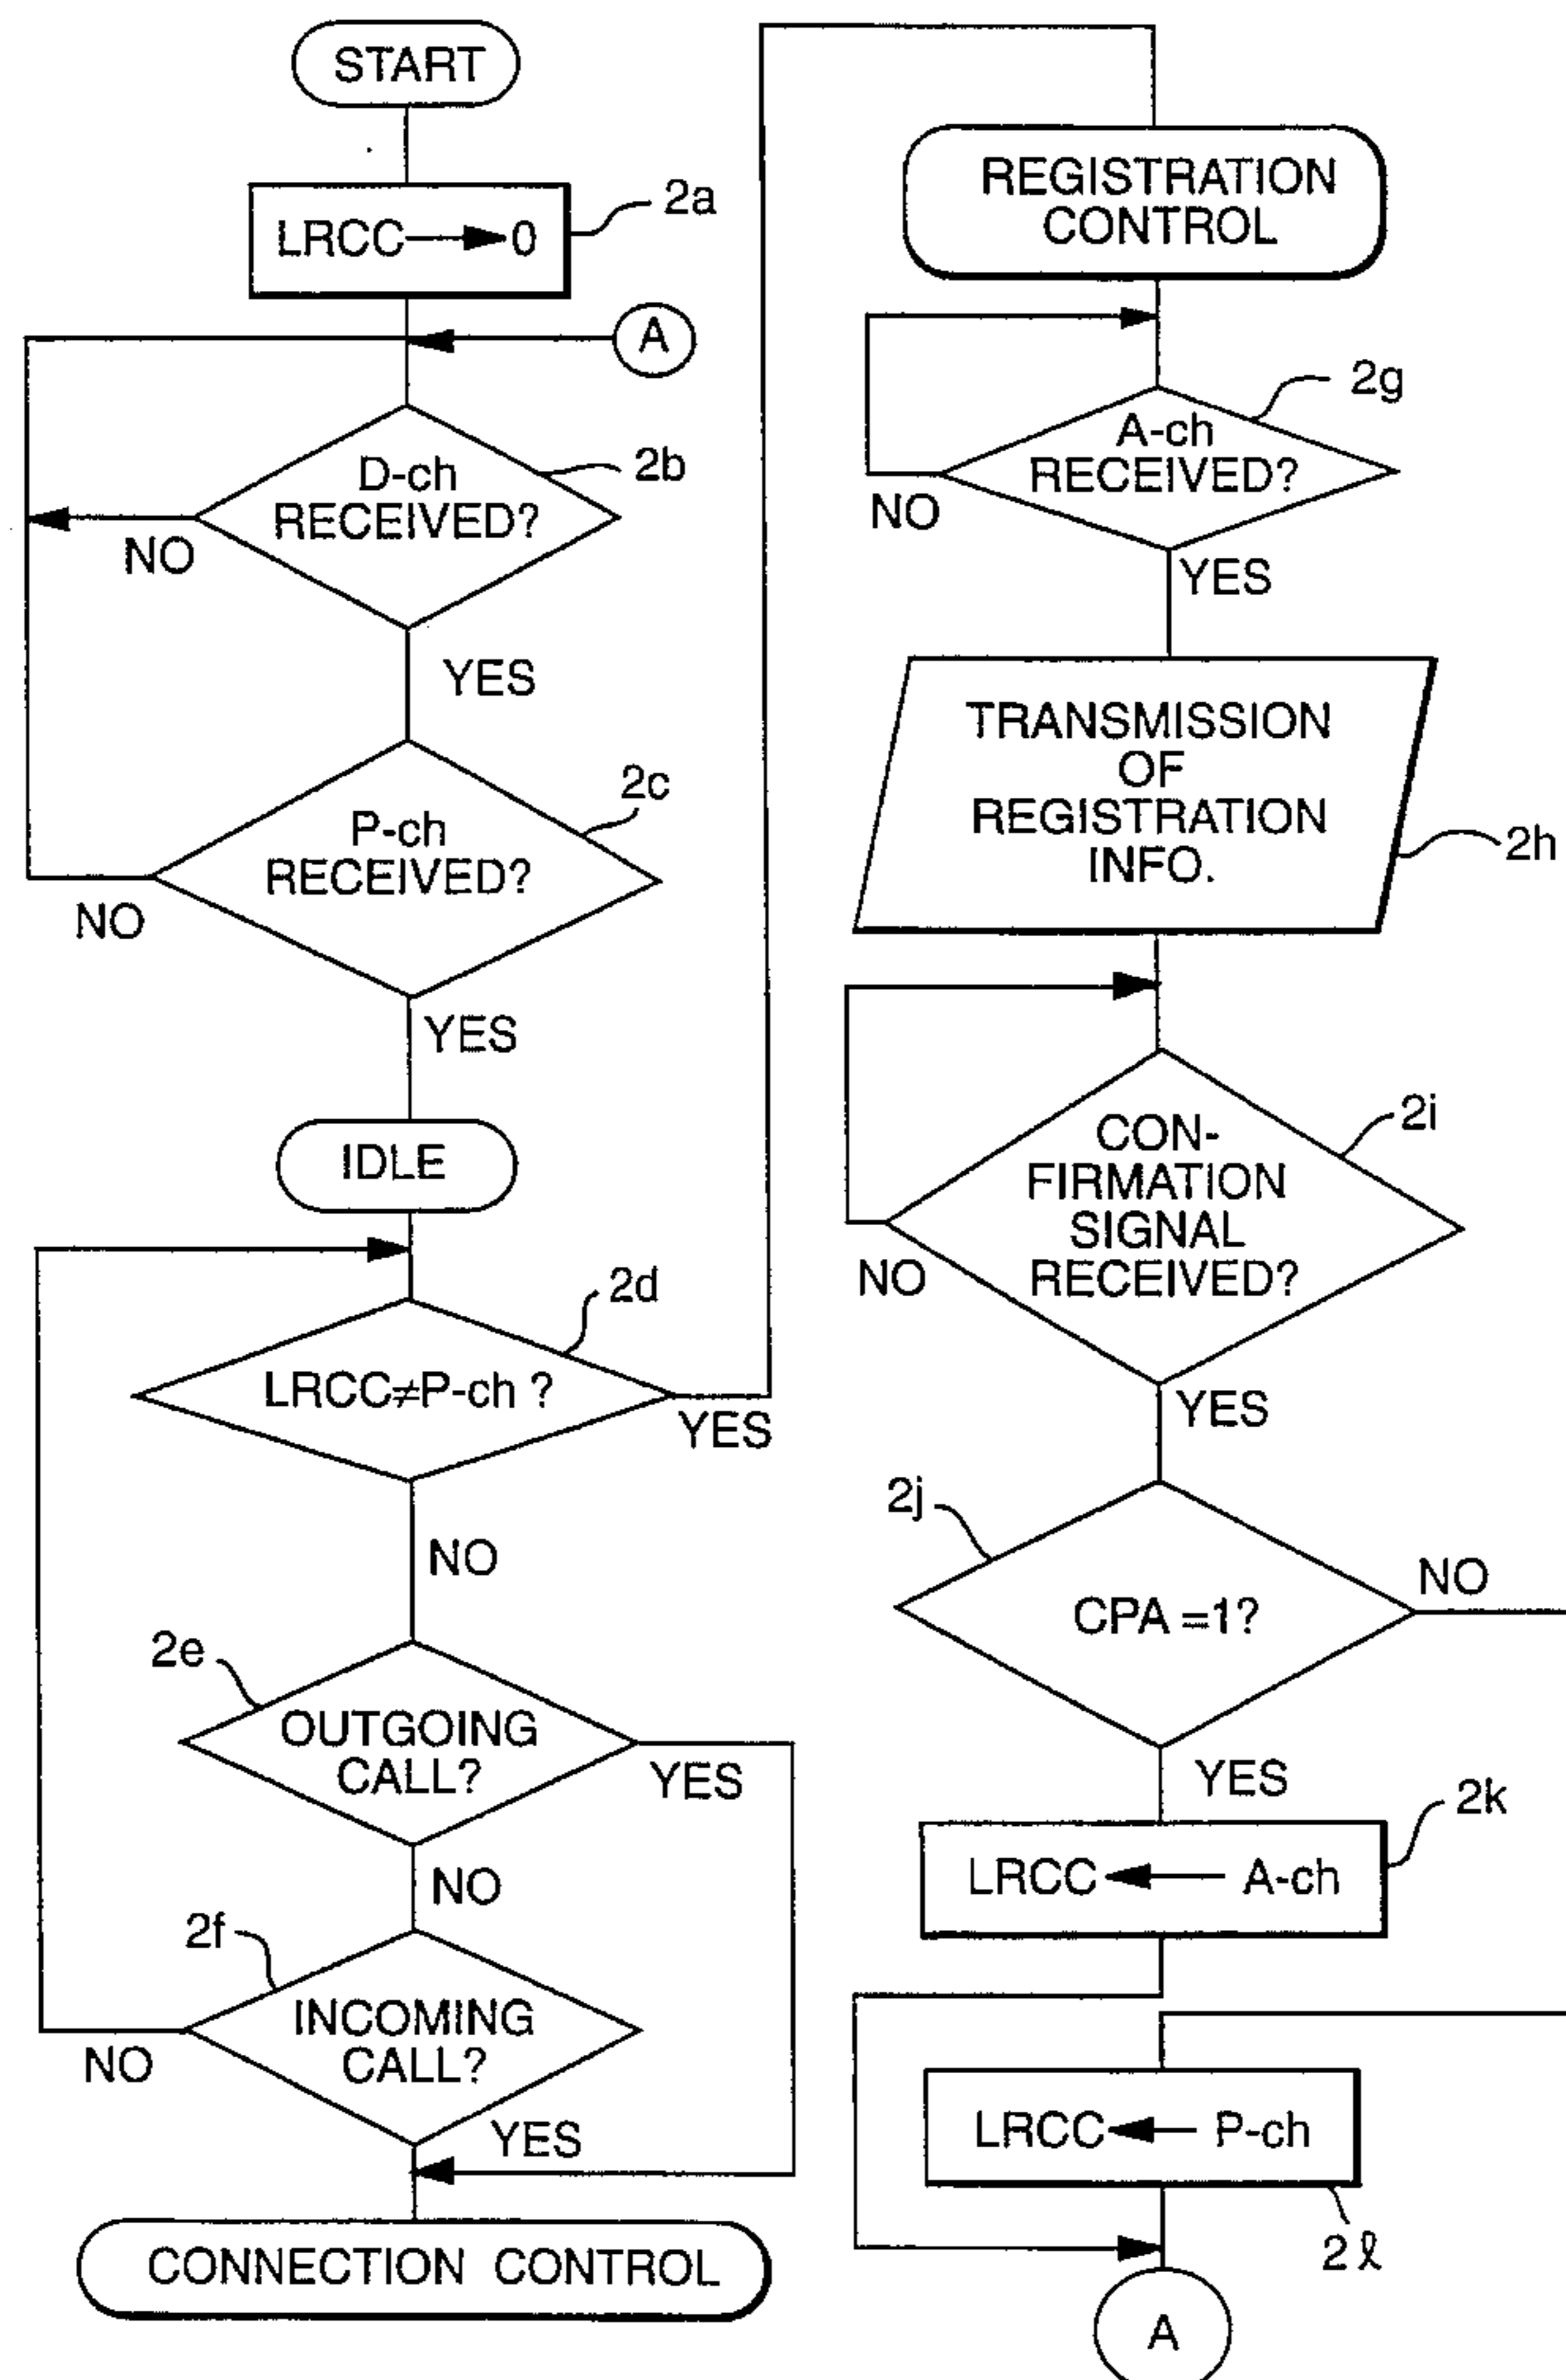 START
LRCC→0
2a
A
D-ch
RECEIVED?
2b
NO
YES
P-ch
RECEIVED?
2c
NO
YES
IDLE
LRCC≠P-ch ?
2d
YES
NO
2e
OUTGOING
CALL?
YES
NO
2f
INCOMING
CALL?
NO
YES
CONNECTION CONTROL
REGISTRATION
CONTROL
A-ch
RECEIVED?
2g
NO
YES
TRANSMISSION
OF
REGISTRATION
INFO.
2h
CON-
FIRMATION
SIGNAL
RECEIVED?
2i
NO
YES
2j
CPA =1?
NO
YES
LRCC ← A-ch
2k
LRCC ← P-ch
2ℓ
A